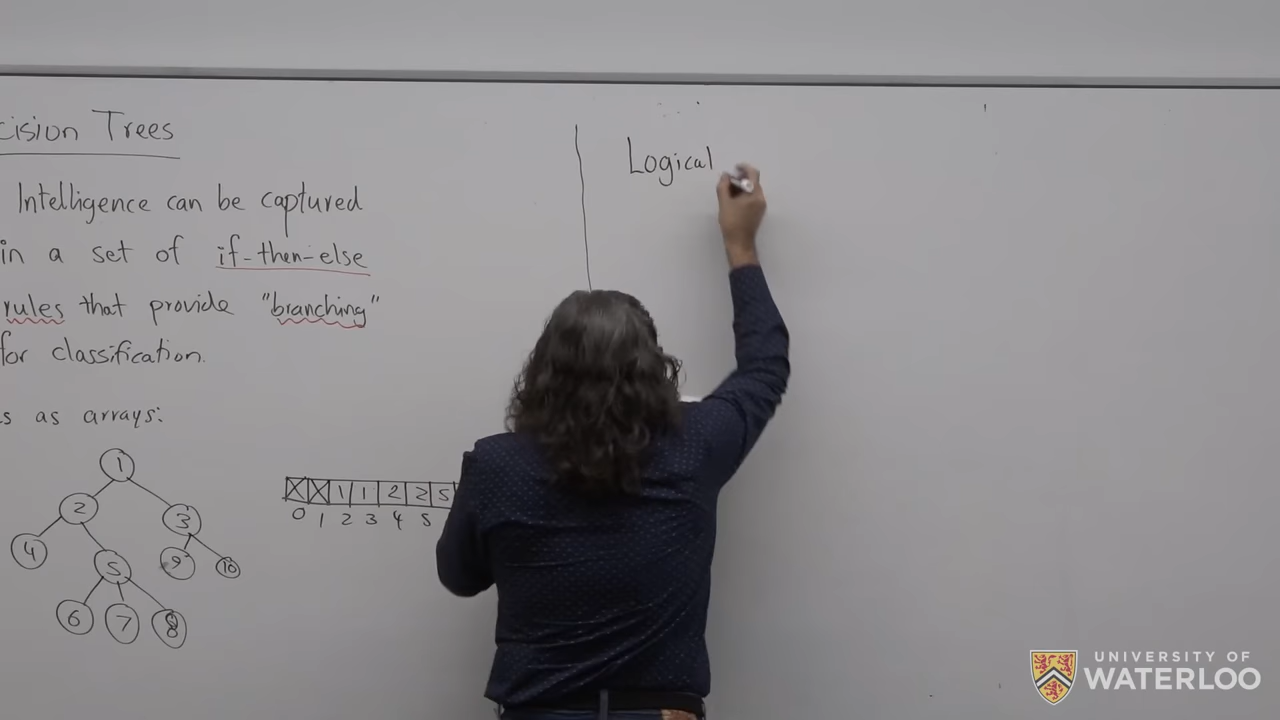 cision Trees
Intelligence can be captured
in a set of if-then-else
rules that provide "branching"
for classification.
s as arrays:
1
2 3
4 5 9 10
6 7 8
X X 1 1 2 2 5
0 1 2 3 4 5
Logical
UNIVERSITY OF
WATERLOO